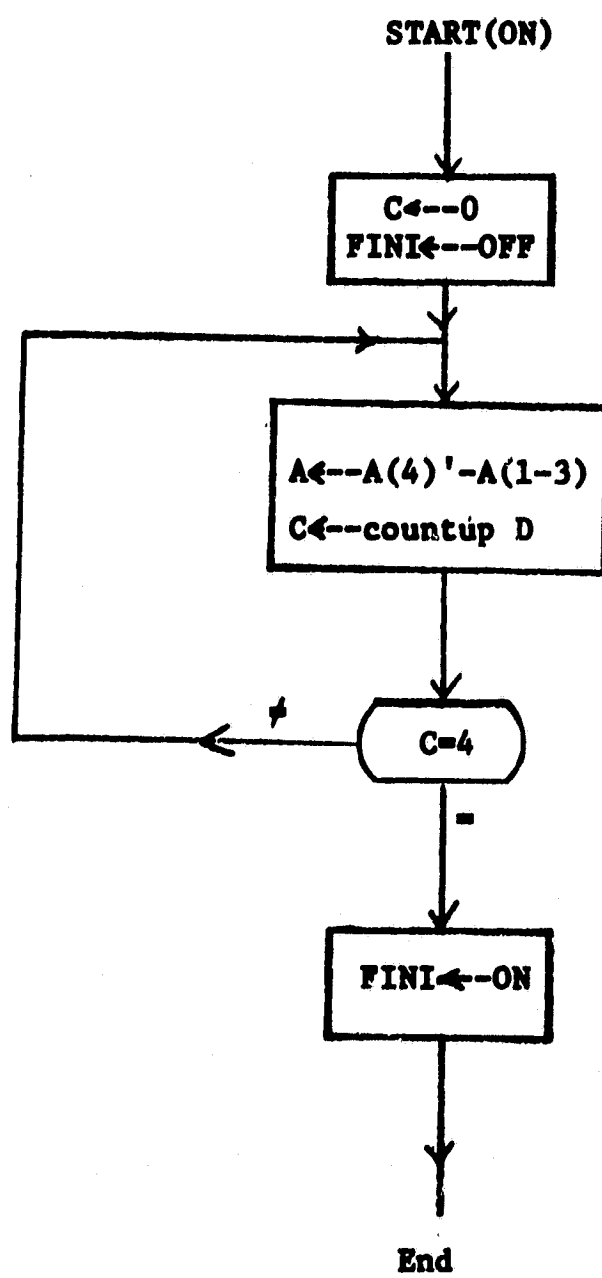 START(ON)
C<--0
FINI<--OFF
A<--A(4)'-A(1-3)
C<--countup D
≠
C=4
=
FINI<--ON
End